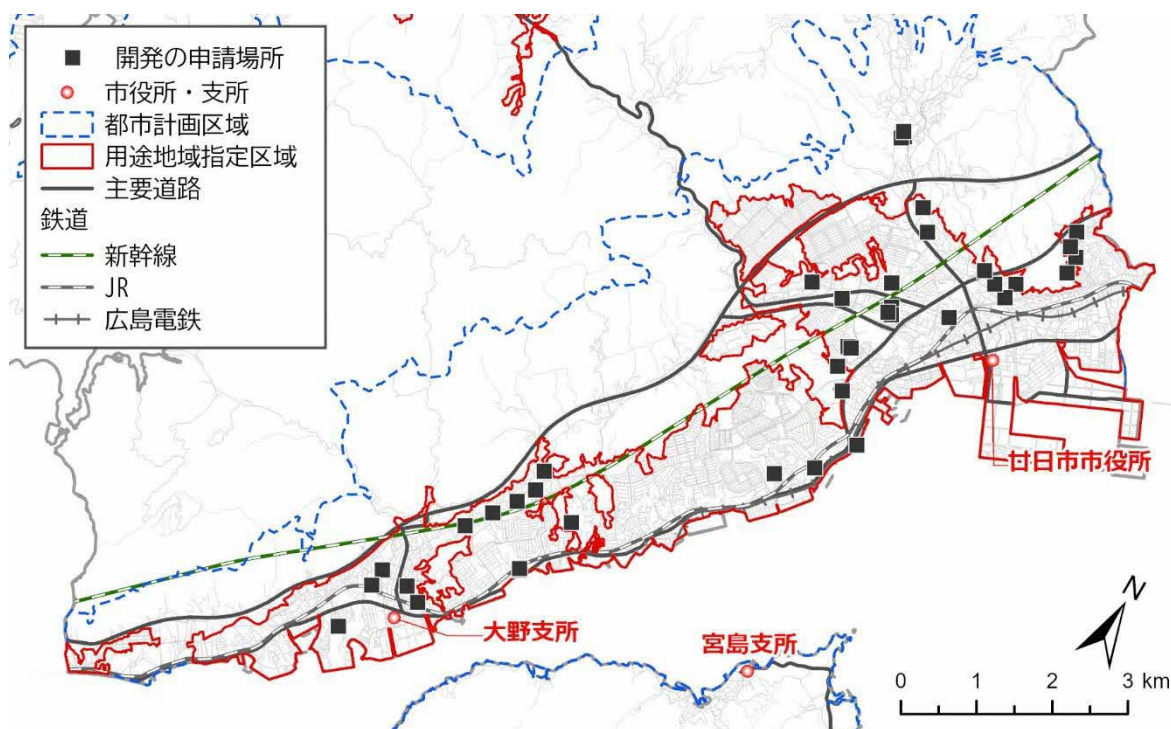 開発の申請場所
市役所・支所
都市計画区域
用途地域指定区域
主要道路
鉄道
新幹線
JR
広島電鉄
廿日市市役所
大野支所
宮島支所
N
0 1 2 3 km